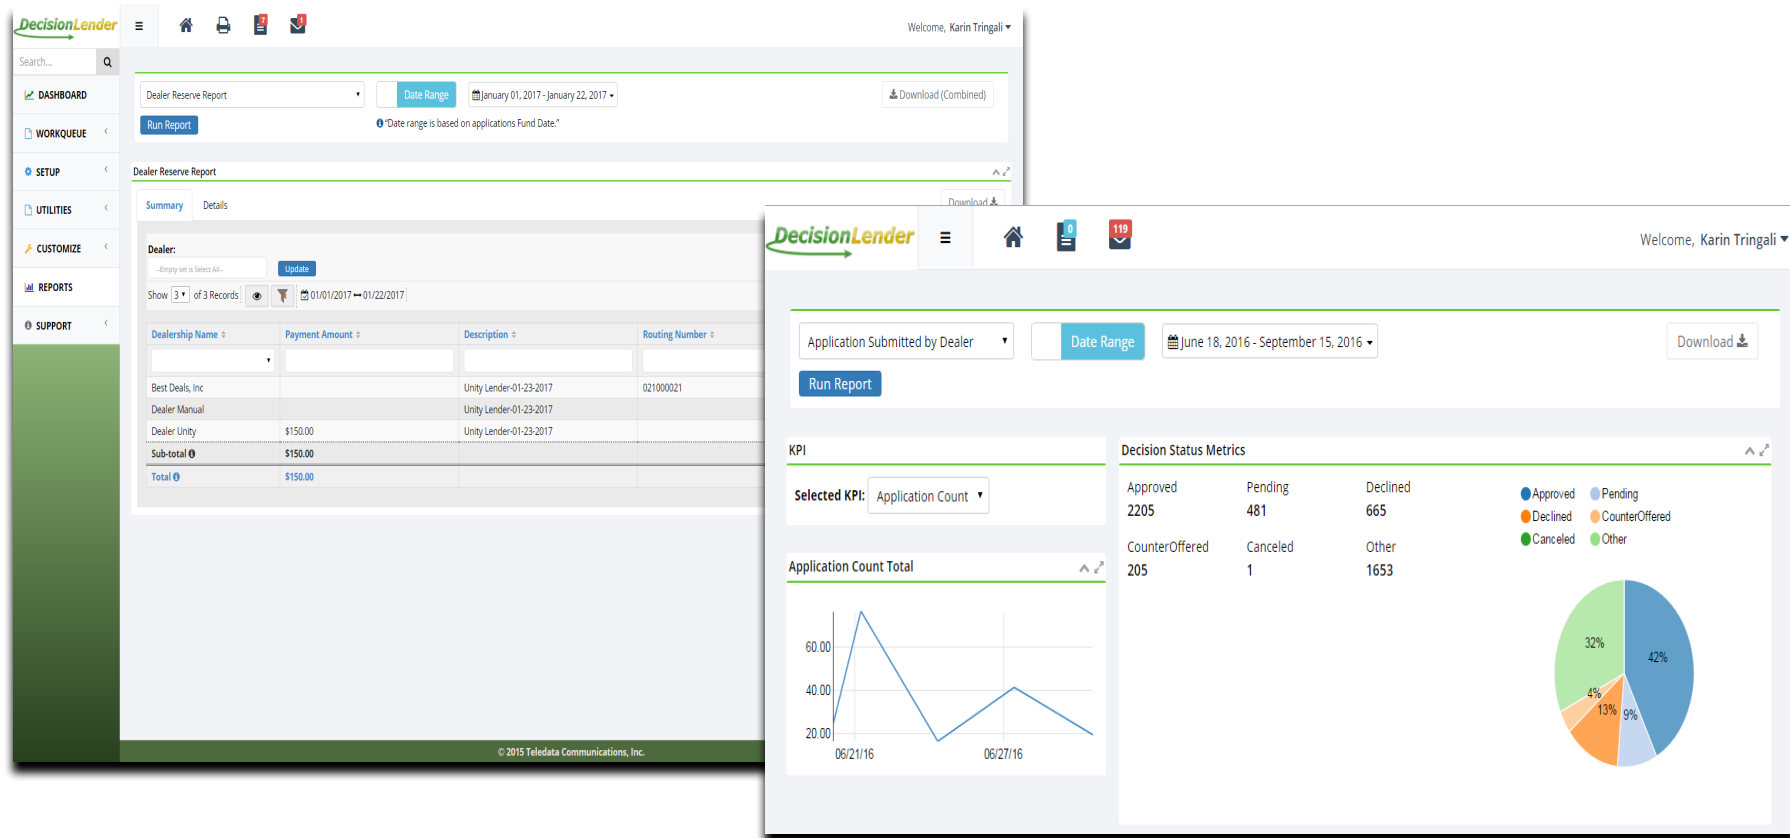 DecisionLender
7
1
Welcome, Karin Tringali
Search...
DASHBOARD
WORKQUEUE
SETUP
UTILITIES
CUSTOMIZE
REPORTS
SUPPORT
Dealer Reserve Report
Date Range
January 01, 2017 - January 22, 2017
Download (Combined)
Run Report
"Date range is based on applications Fund Date."
Dealer Reserve Report
Summary Details
Download
Dealer:
--Empty set is Select All--
Update
Show 3 of 3 Records
01/01/2017 01/22/2017
Dealership Name Payment Amount Description Routing Number
Best Deals, Inc Unity Lender-01-23-2017 021000021
Dealer Manual Unity Lender-01-23-2017
Dealer Unity $150.00 Unity Lender-01-23-2017
Sub-total $150.00
Total $150.00
© 2015 Teledata Communications, Inc.
DecisionLender
0
119
Welcome, Karin Tringali
Application Submitted by Dealer
Date Range
June 18, 2016 - September 15, 2016
Download
Run Report
KPI
Selected KPI: Application Count
Application Count Total
60.00
40.00
20.00
06/21/16 06/27/16
Decision Status Metrics
Approved Pending Declined
2205 481 665
CounterOffered Canceled Other
205 1 1653
Approved Pending
Declined CounterOffered
Canceled Other
32%
42%
4%
13%
9%